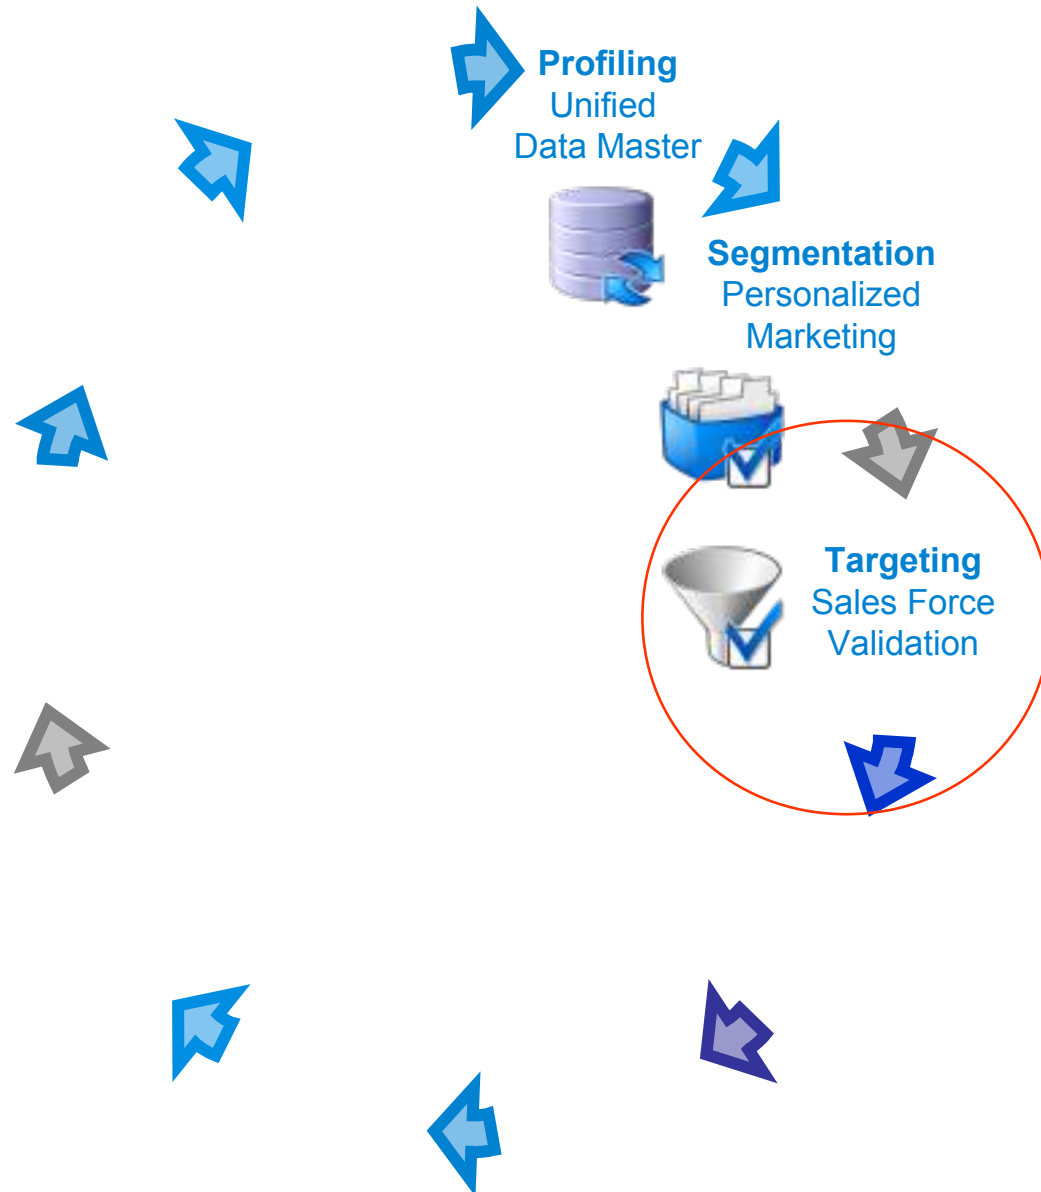 Profiling
Unified
Data Master
Segmentation
Personalized
Marketing
Targeting
Sales Force
Validation